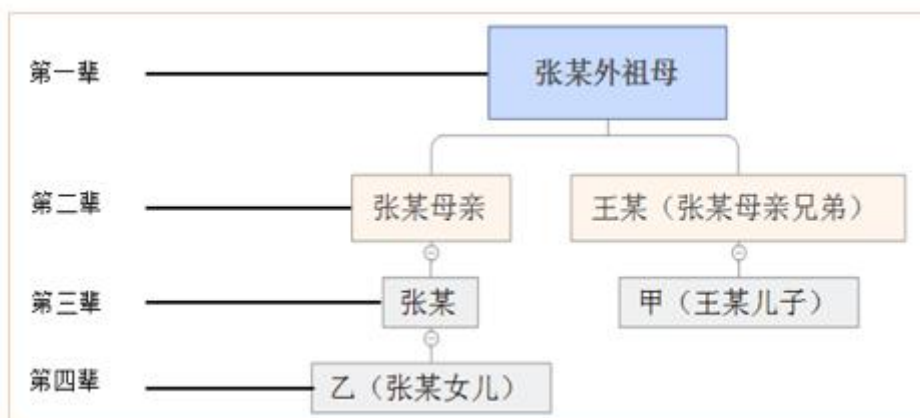 第一辈
张某外祖母
第二辈
张某母亲
王某（张某母亲兄弟）
第三辈
张某
甲（王某儿子）
第四辈
乙（张某女儿）